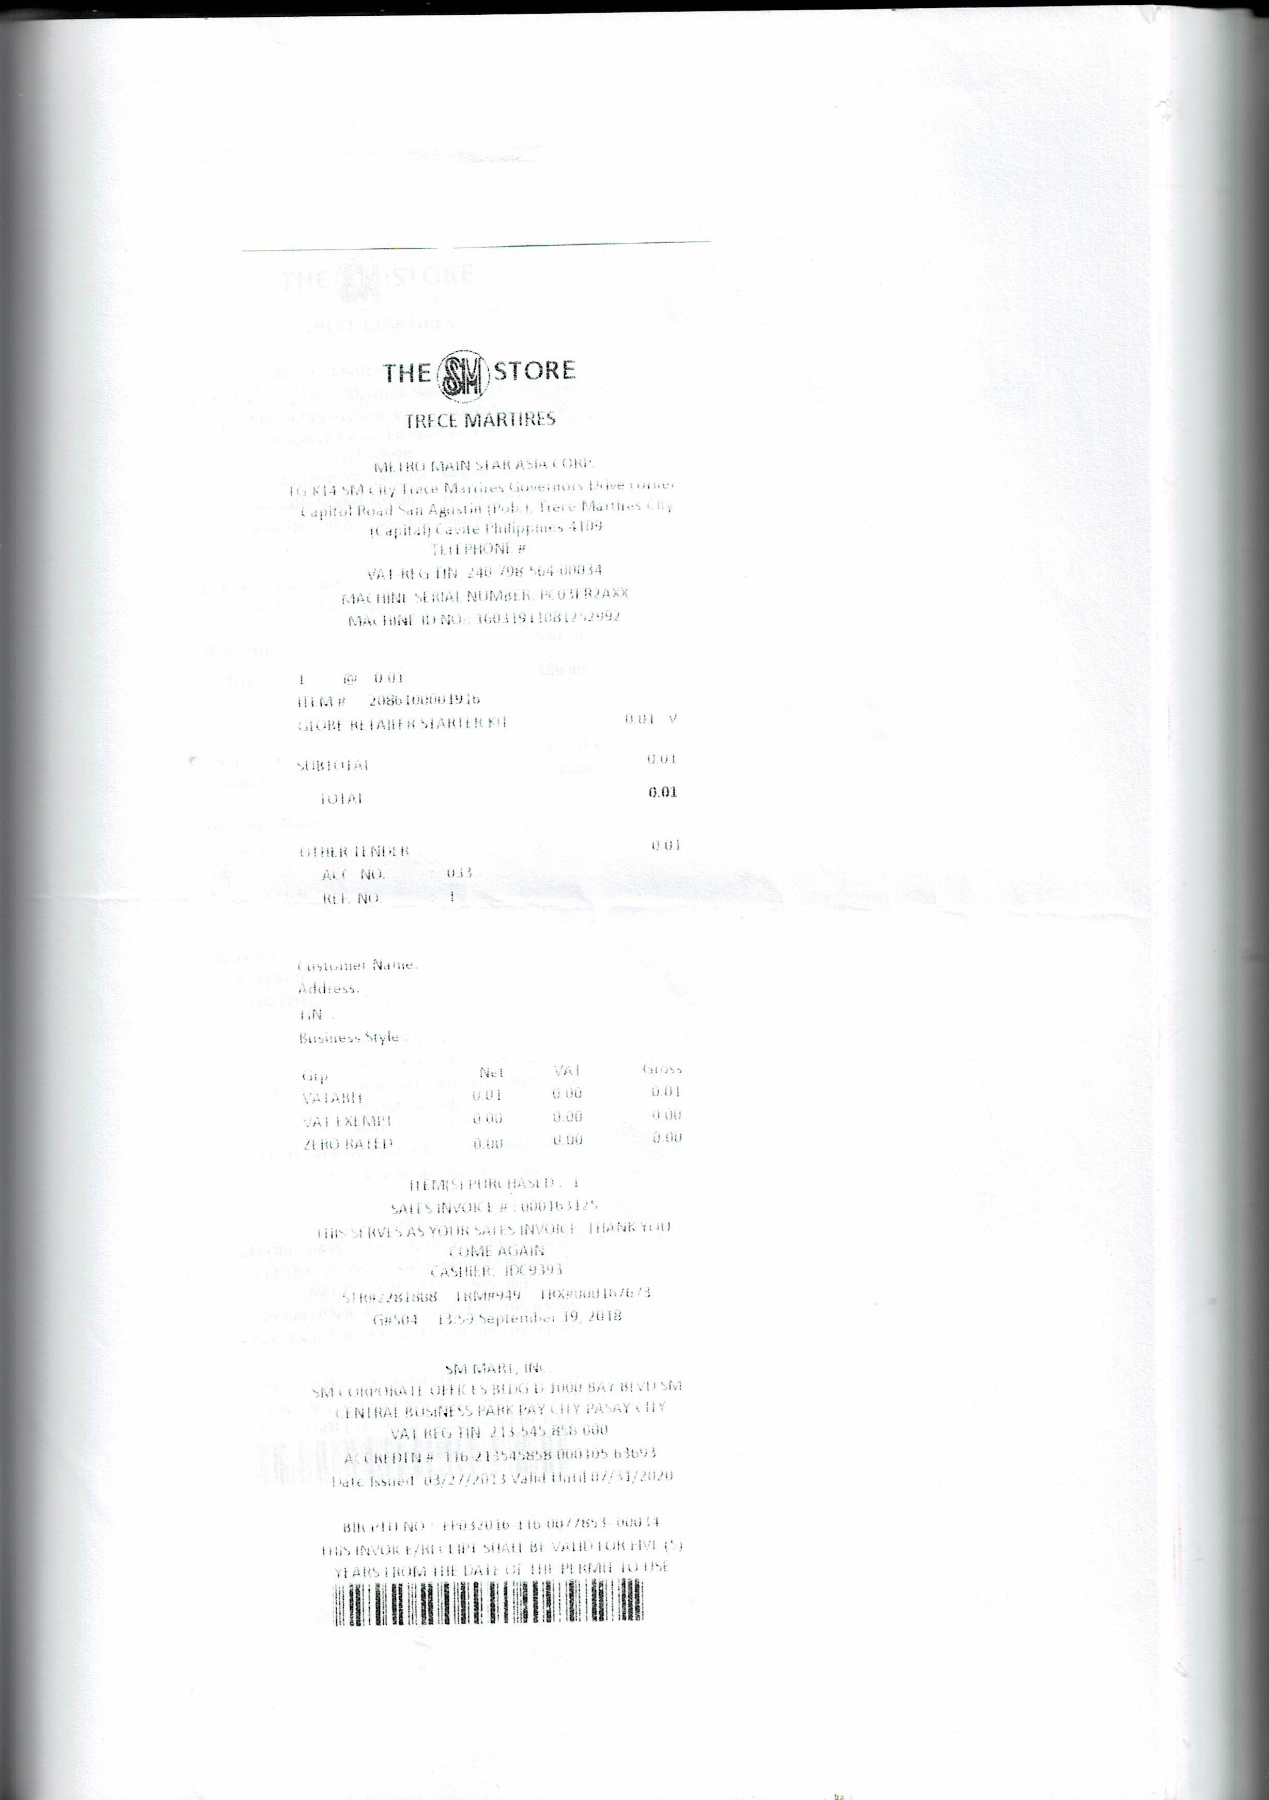 THE SM STORE
TRECE MARTIRES
METRO MAIN STAR ASIA CORP.
SM City Trece Martires Governors Drive corner
Capitol Road San Agustin (Pob.), Trece Martires City
(Capital) Cavite Philippines 4109
TELEPHONE #
VAT REG TIN 240-798-564-00034
MACHINE SERIAL NUMBER:
MACHINE ID NO.:
1 @ 0.01
ITEM # 2086100001916
GLOBE RETAILER STARTER KIT 0.01 V
SUBTOTAL 0.01
TOTAL 0.01
OTHER TENDER 0.01
ACC. NO. : 033
REF. NO. 1
Customer Name:
Address:
TIN :
Business Style :
Grp Net VAT Gross
VATABLE 0.01 0.00 0.01
VAT EXEMPT 0.00 0.00 0.00
ZERO RATED 0.00 0.00 0.00
ITEM(S) PURCHASED : 1
SALES INVOICE # : 000163125
THIS SERVES AS YOUR SALES INVOICE THANK YOU
COME AGAIN
CASHIER: IDC9393
STR#2281888 TRM#949 TRX#000167673
G#504 13:59 September 19, 2018
SM MART, INC.
SM CORPORATE OFFICES BLDG D 1000 BAY BLVD SM
CENTRAL BUSINESS PARK PAY CITY PASAY CITY
VAT REG TIN 213-545-858-000
ACCREDTN # 116-213545858-000105-63693
Date Issued 03/27/2013 Valid Until 07/31/2020
BIR PTU NO : FP032016-116-0077853-00034
THIS INVOICE/RECEIPT SHALL BE VALID FOR FIVE (5)
YEARS FROM THE DATE OF THE PERMIT TO USE